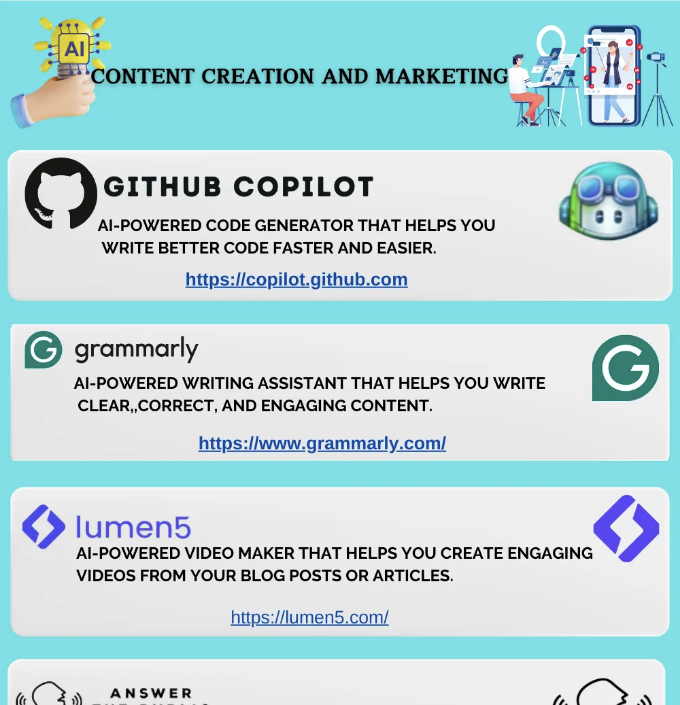 AI
CONTENT CREATION AND MARKETING
GITHUB COPILOT
AI-POWERED CODE GENERATOR THAT HELPS YOU
WRITE BETTER CODE FASTER AND EASIER.
https://copilot.github.com
G grammarly
G
AI-POWERED WRITING ASSISTANT THAT HELPS YOU WRITE
CLEAR,,CORRECT, AND ENGAGING CONTENT.
https://www.grammarly.com/
lumen5
AI-POWERED VIDEO MAKER THAT HELPS YOU CREATE ENGAGING
VIDEOS FROM YOUR BLOG POSTS OR ARTICLES.
https://lumen5.com/
ANSWER